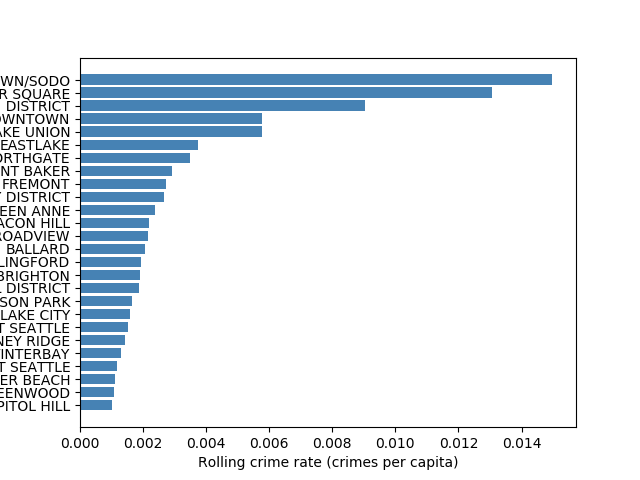 WN/SODO
R SQUARE
DISTRICT
OWNTOWN
AKE UNION
EASTLAKE
ORTHGATE
NT BAKER
FREMONT
DISTRICT
EEN ANNE
ACON HILL
ROADVIEW
BALLARD
LINGFORD
BRIGHTON
DISTRICT
SON PARK
LAKE CITY
T SEATTLE
NEY RIDGE
INTERBAY
T SEATTLE
ER BEACH
EENWOOD
PITOL HILL
0.000 0.002 0.004 0.006 0.008 0.010 0.012 0.014
Rolling crime rate (crimes per capita)